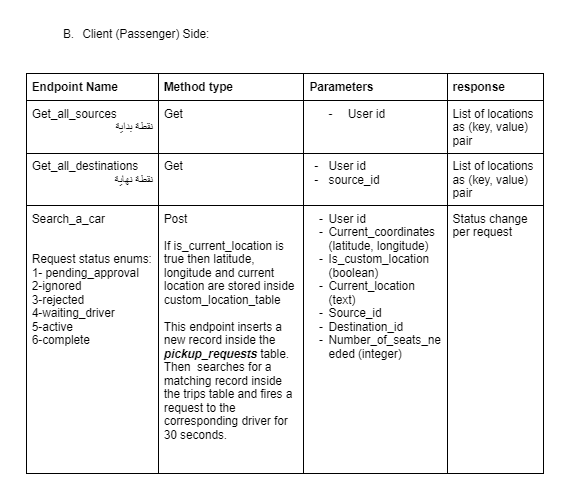 B. Client (Passenger) Side:
Endpoint Name
Method type
Parameters
response
Get_all_sources
نقطة بداية
Get
- User id
List of locations
as (key, value)
pair
Get_all_destinations
نقطة نهاية
Get
- User id
- source_id
List of locations
as (key, value)
pair
Search_a_car
Request status enums:
1- pending_approval
2-ignored
3-rejected
4-waiting_driver
5-active
6-complete
Post
If is_current_location is
true then latitude,
longitude and current
location are stored inside
custom_location_table
This endpoint inserts a
new record inside the
pickup_requests table.
Then searches for a
matching record inside
the trips table and fires a
request to the
corresponding driver for
30 seconds.
- User id
- Current_coordinates
(latitude, longitude)
- Is_custom_location
(boolean)
- Current_location
(text)
- Source_id
- Destination_id
- Number_of_seats_ne
eded (integer)
Status change
per request